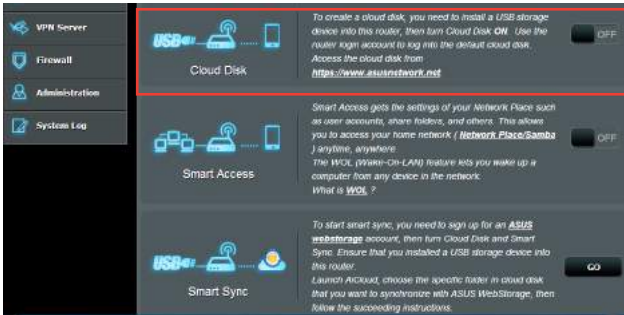 VPN Server
Firewall
Administration
System Log
USB
Cloud Disk
To create a cloud disk, you need to install a USB storage
device into this router, then turn Cloud Disk ON. Use the
router login account to log into the default cloud disk.
Access the cloud disk from
https://www.asusnetwork.net
OFF
Smart Access
Smart Access gets the settings of your Network Place such
as user accounts, share folders, and others. This allows
you to access your home network ( Network Place/Samba
) anytime, anywhere
The WOL (Wake-On-LAN) feature lets you wake up a
computer from any device in the network.
What is WOL ?
OFF
USB
Smart Sync
To start smart sync, you need to sign up for an ASUS
webstorage account, then turn Cloud Disk and Smart
Sync. Ensure that you installed a USB storage device into
this router.
Launch AiCloud, choose the specific folder in cloud disk
that you want to synchronize with ASUS WebStorage, then
follow the succeeding instructions.
GO